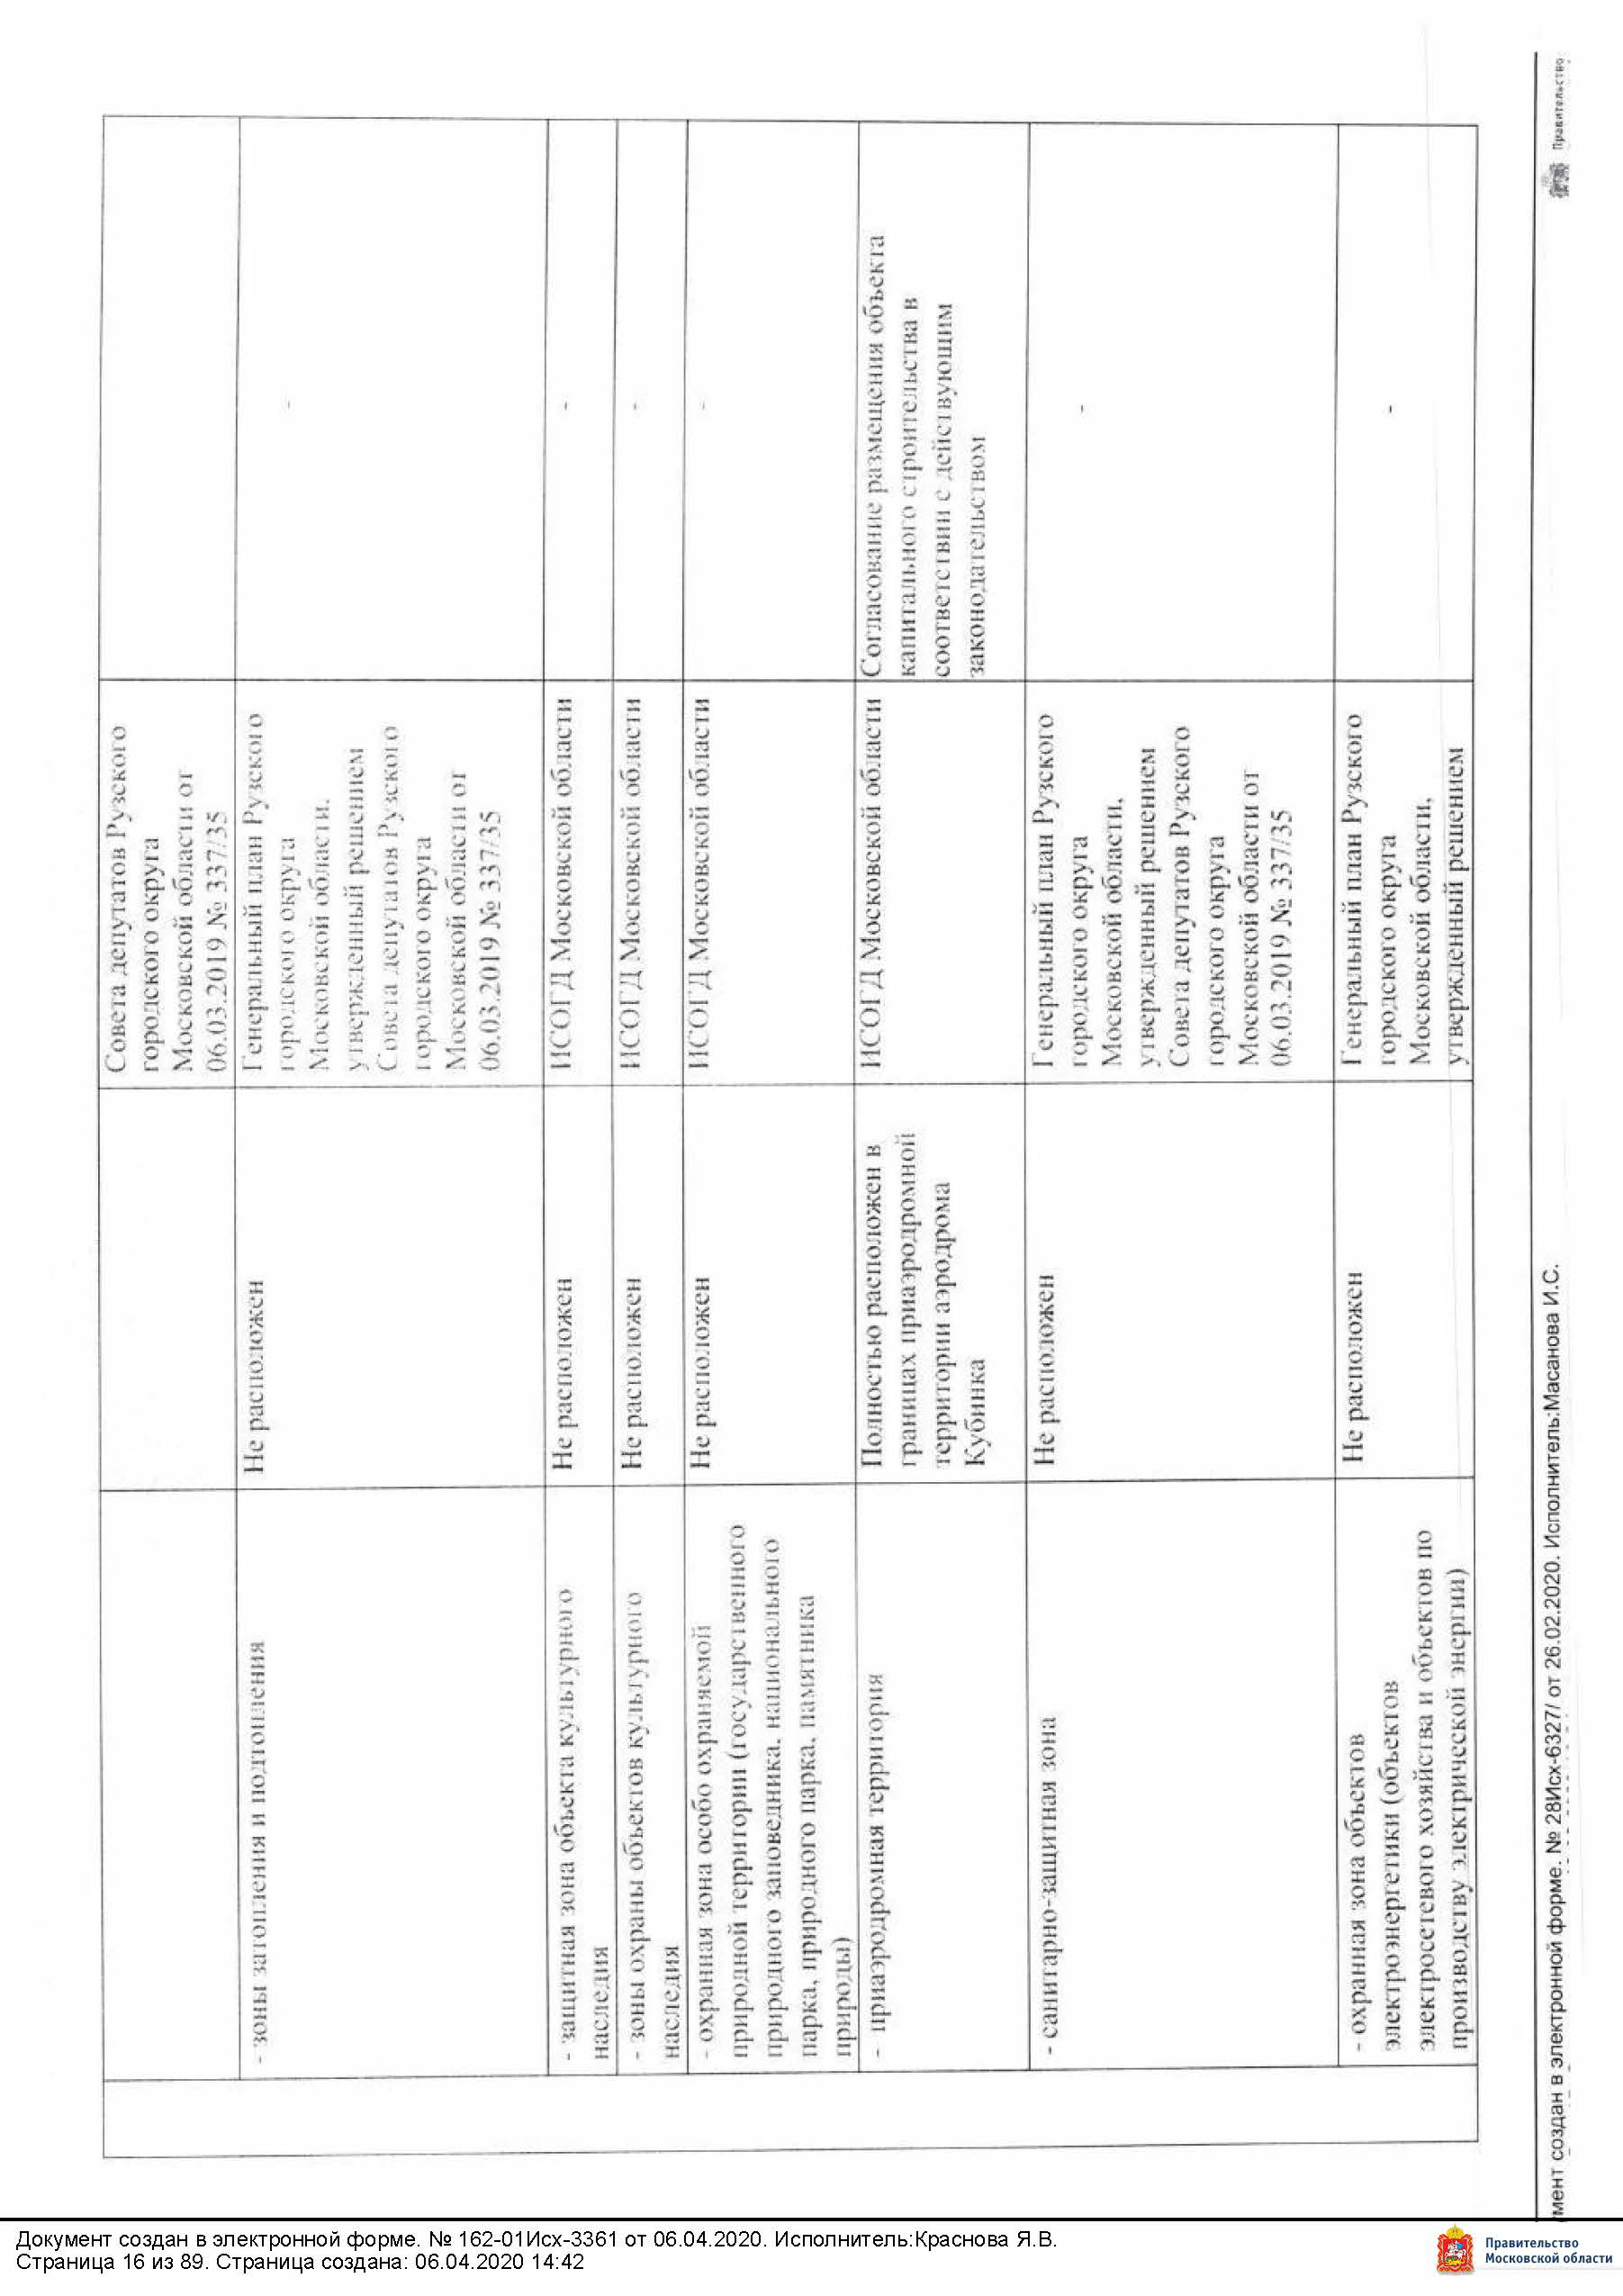 Совета депутатов Рузского
городского округа
Московской области от
06.03.2019 № 337/35
- зоны затопления и подтопления
Не расположен
Генеральный план Рузского
городского округа
Московской области,
утвержденный решением
Совета депутатов Рузского
городского округа
Московской области от
06.03.2019 № 337/35
-
- защитная зона объекта культурного
наследия
Не расположен
ИСОГД Московской области
-
- зоны охраны объектов культурного
наследия
Не расположен
ИСОГД Московской области
-
- охранная зона особо охраняемой
природной территории (государственного
природного заповедника, национального
парка, природного парка, памятника
природы)
Не расположен
ИСОГД Московской области
-
- приаэродромная территория
Полностью расположен в
границах приаэродромной
территории аэродрома
Кубинка
ИСОГД Московской области
Согласование размещения объекта
капитального строительства в
соответствии с действующим
законодательством
- санитарно-защитная зона
Не расположен
Генеральный план Рузского
городского округа
Московской области,
утвержденный решением
Совета депутатов Рузского
городского округа
Московской области от
06.03.2019 № 337/35
-
- охранная зона объектов
электроэнергетики (объектов
электросетевого хозяйства и объектов по
производству электрической энергии)
Не расположен
Генеральный план Рузского
городского округа
Московской области,
утвержденный решением
-
мент создан в электронной форме. № 28Исх-6327/ от 26.02.2020. Исполнитель:Масанова И.С.
Правительство
Документ создан в электронной форме. № 162-01Исх-3361 от 06.04.2020. Исполнитель:Краснова Я.В.
Страница 16 из 89. Страница создана: 06.04.2020 14:42
Правительство
Московской области